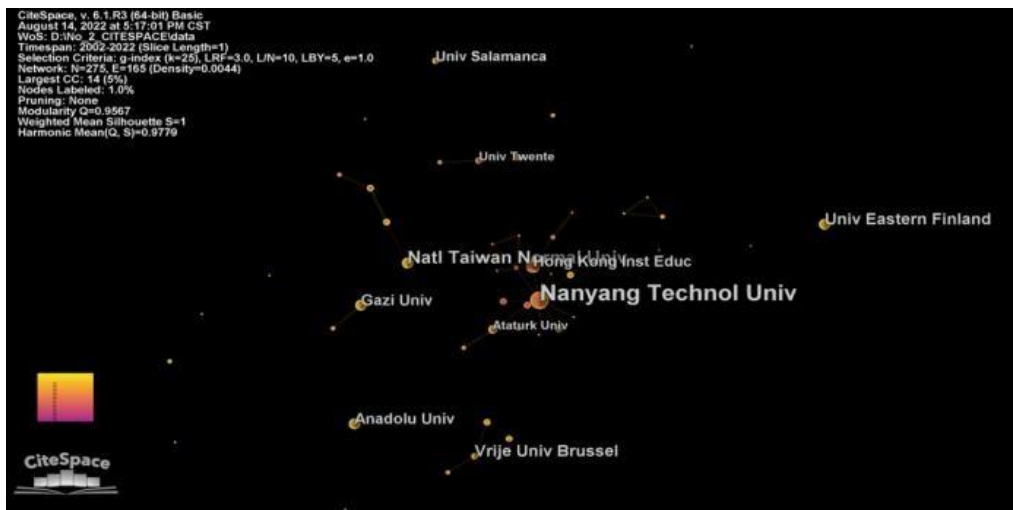 CiteSpace, v. 6.1.R3 (64-bit) Basic
August 14, 2022 at 5:17:01 PM CST
WoS: D:\No_2_CITESPACE\data
Timespan: 2002-2022 (Slice Length=1)
Selection Criteria: g-index (k=25), LRF=3.0, L/N=10, LBY=5, e=1.0
Network: N=275, E=165 (Density=0.0044)
Largest CC: 14 (5%)
Nodes Labeled: 1.0%
Pruning: None
Modularity Q=0.9567
Weighted Mean Silhouette S=1
Harmonic Mean(Q, S)=0.9779
Univ Salamanca
Univ Twente
Univ Eastern Finland
Natl Taiwan Normal Univ
Hong Kong Inst Educ
Nanyang Technol Univ
Gazi Univ
Ataturk Univ
Anadolu Univ
Vrije Univ Brussel
CiteSpace